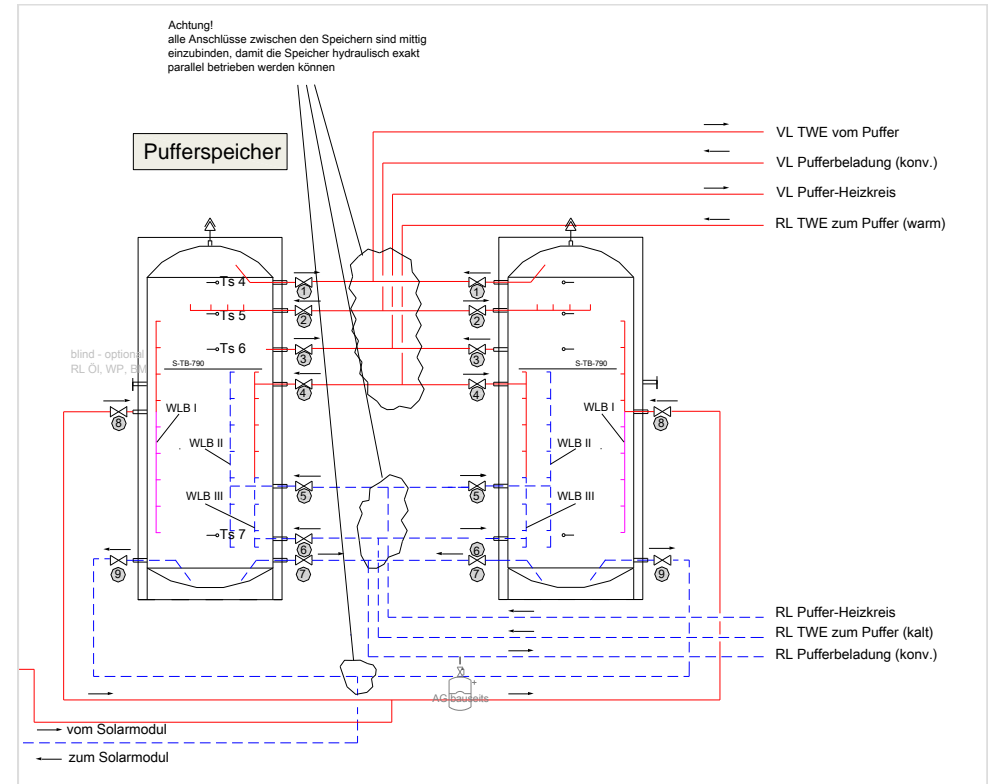 Achtung!
alle Anschlüsse zwischen den Speichern sind mittig
einzubinden, damit die Speicher hydraulisch exakt
parallel betrieben werden können
Pufferspeicher
VL TWE vom Puffer
VL Pufferbeladung (konv.)
VL Puffer-Heizkreis
RL TWE zum Puffer (warm)
Ts 4
1
1
2
2
Ts 5
Ts 6
3
3
blind - optional
RL Öl, WP, BM
S-TB-790
S-TB-790
4
4
WLB I
WLB I
8
8
WLB II
WLB II
WLB III
WLB III
5
5
Ts 7
6
6
7
7
9
9
RL Puffer-Heizkreis
RL TWE zum Puffer (kalt)
RL Pufferbeladung (konv.)
AG bauseits
vom Solarmodul
zum Solarmodul